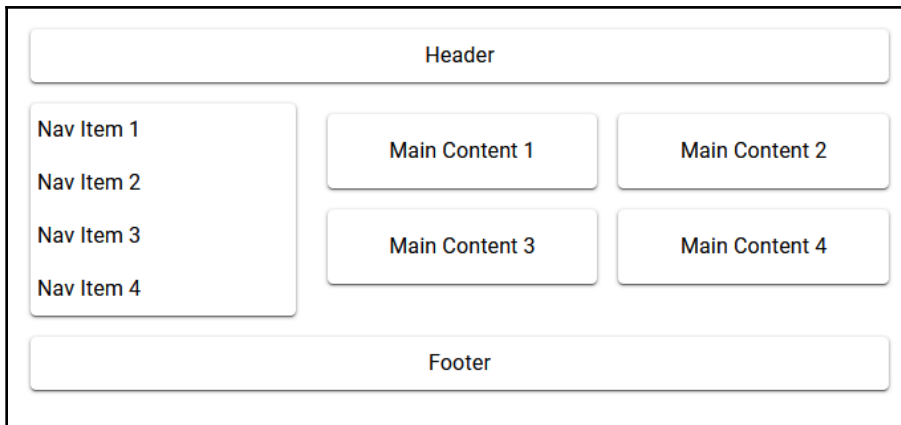 Header
Nav Item 1
Nav Item 2
Nav Item 3
Nav Item 4
Main Content 1
Main Content 2
Main Content 3
Main Content 4
Footer